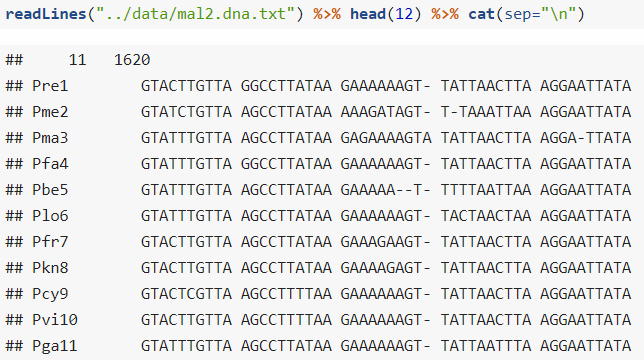 readLines("../data/mal2.dna.txt") %>% head(12) %>% cat(sep="\n")
##     11   1620
## Pre1         GTACTTGTTA GGCCTTATAA GAAAAAAGT- TATTAACTTA AGGAATTATA
## Pme2         GTATCTGTTA AGCCTTATAA AAAGATAGT- T-TAAATTAA AGGAATTATA
## Pma3         GTATTTGTTA AGCCTTATAA GAGAAAAGTA TATTAACTTA AGGA-TTATA
## Pfa4         GTATTTGTTA GGCCTTATAA GAAAAAAGT- TATTAACTTA AGGAATTATA
## Pbe5         GTATTTGTTA AGCCTTATAA GAAAAA--T- TTTTAATTAA AGGAATTATA
## Plo6         GTATTTGTTA AGCCTTATAA GAAAAAAGT- TACTAACTAA AGGAATTATA
## Pfr7         GTACTTGTTA AGCCTTATAA GAAAGAAGT- TATTAACTTA AGGAATTATA
## Pkn8         GTACTTGTTA AGCCTTATAA GAAAAGAGT- TATTAACTTA AGGAATTATA
## Pcy9         GTACTCGTTA AGCCTTTTAA GAAAAAAGT- TATTAACTTA AGGAATTATA
## Pvi10        GTACTTGTTA AGCCTTTTAA GAAAAAAGT- TATTAACTTA AGGAATTATA
## Pga11        GTATTTGTTA AGCCTTATAA GAAAAAAGT- TATTAATTTA AGGAATTATA